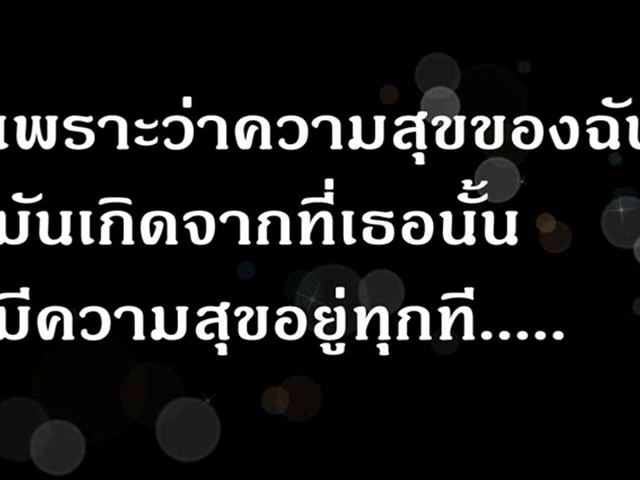 เพราะว่าความสุขของฉัน
มันเกิดจากที่เธอนั้น
มีความสุขอยู่ทุกที.....